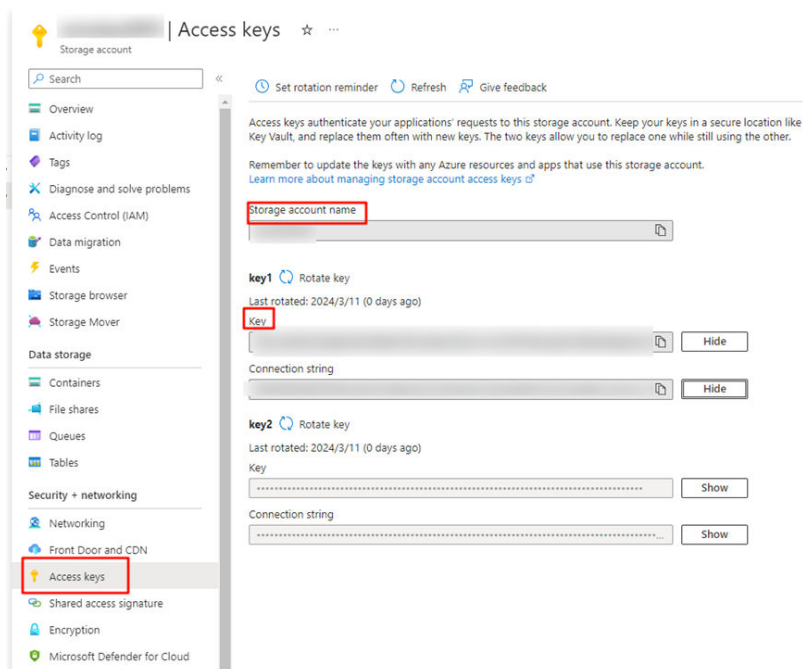 | Access keys ☆ ...
Storage account
Search «
Overview
Activity log
Tags
Diagnose and solve problems
Access Control (IAM)
Data migration
Events
Storage browser
Storage Mover
Data storage
Containers
File shares
Queues
Tables
Security + networking
Networking
Front Door and CDN
Access keys
Shared access signature
Encryption
Microsoft Defender for Cloud
Set rotation reminder Refresh Give feedback
Access keys authenticate your applications' requests to this storage account. Keep your keys in a secure location like
Key Vault, and replace them often with new keys. The two keys allow you to replace one while still using the other.
Remember to update the keys with any Azure resources and apps that use this storage account.
Learn more about managing storage account access keys
Storage account name
key1 Rotate key
Last rotated: 2024/3/11 (0 days ago)
Key
Hide
Connection string
Hide
key2 Rotate key
Last rotated: 2024/3/11 (0 days ago)
Key
Show
Connection string
Show